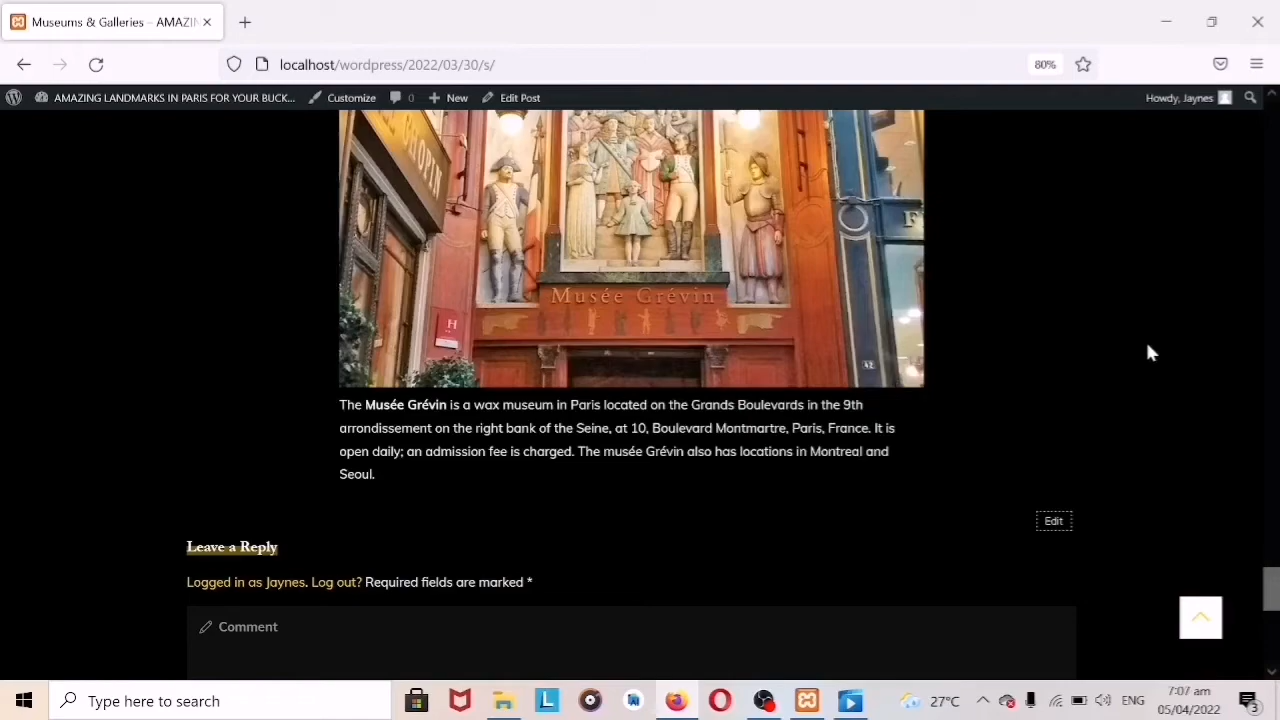 Museums & Galleries – AMAZIN
localhost/wordpress/2022/03/30/s/
80%
AMAZING LANDMARKS IN PARIS FOR YOUR BUCK...
Customize
0
New
Edit Post
Howdy, Jaynes
CHOPIN
F
Musée Grévin
H
42
The Musée Grévin is a wax museum in Paris located on the Grands Boulevards in the 9th
arrondissement on the right bank of the Seine, at 10, Boulevard Montmartre, Paris, France. It is
open daily; an admission fee is charged. The musée Grévin also has locations in Montreal and
Seoul.
Edit
Leave a Reply
Logged in as Jaynes. Log out? Required fields are marked *
Comment
Type here to search
L
AI
27°C
ENG
7:07 am
05/04/2022
3